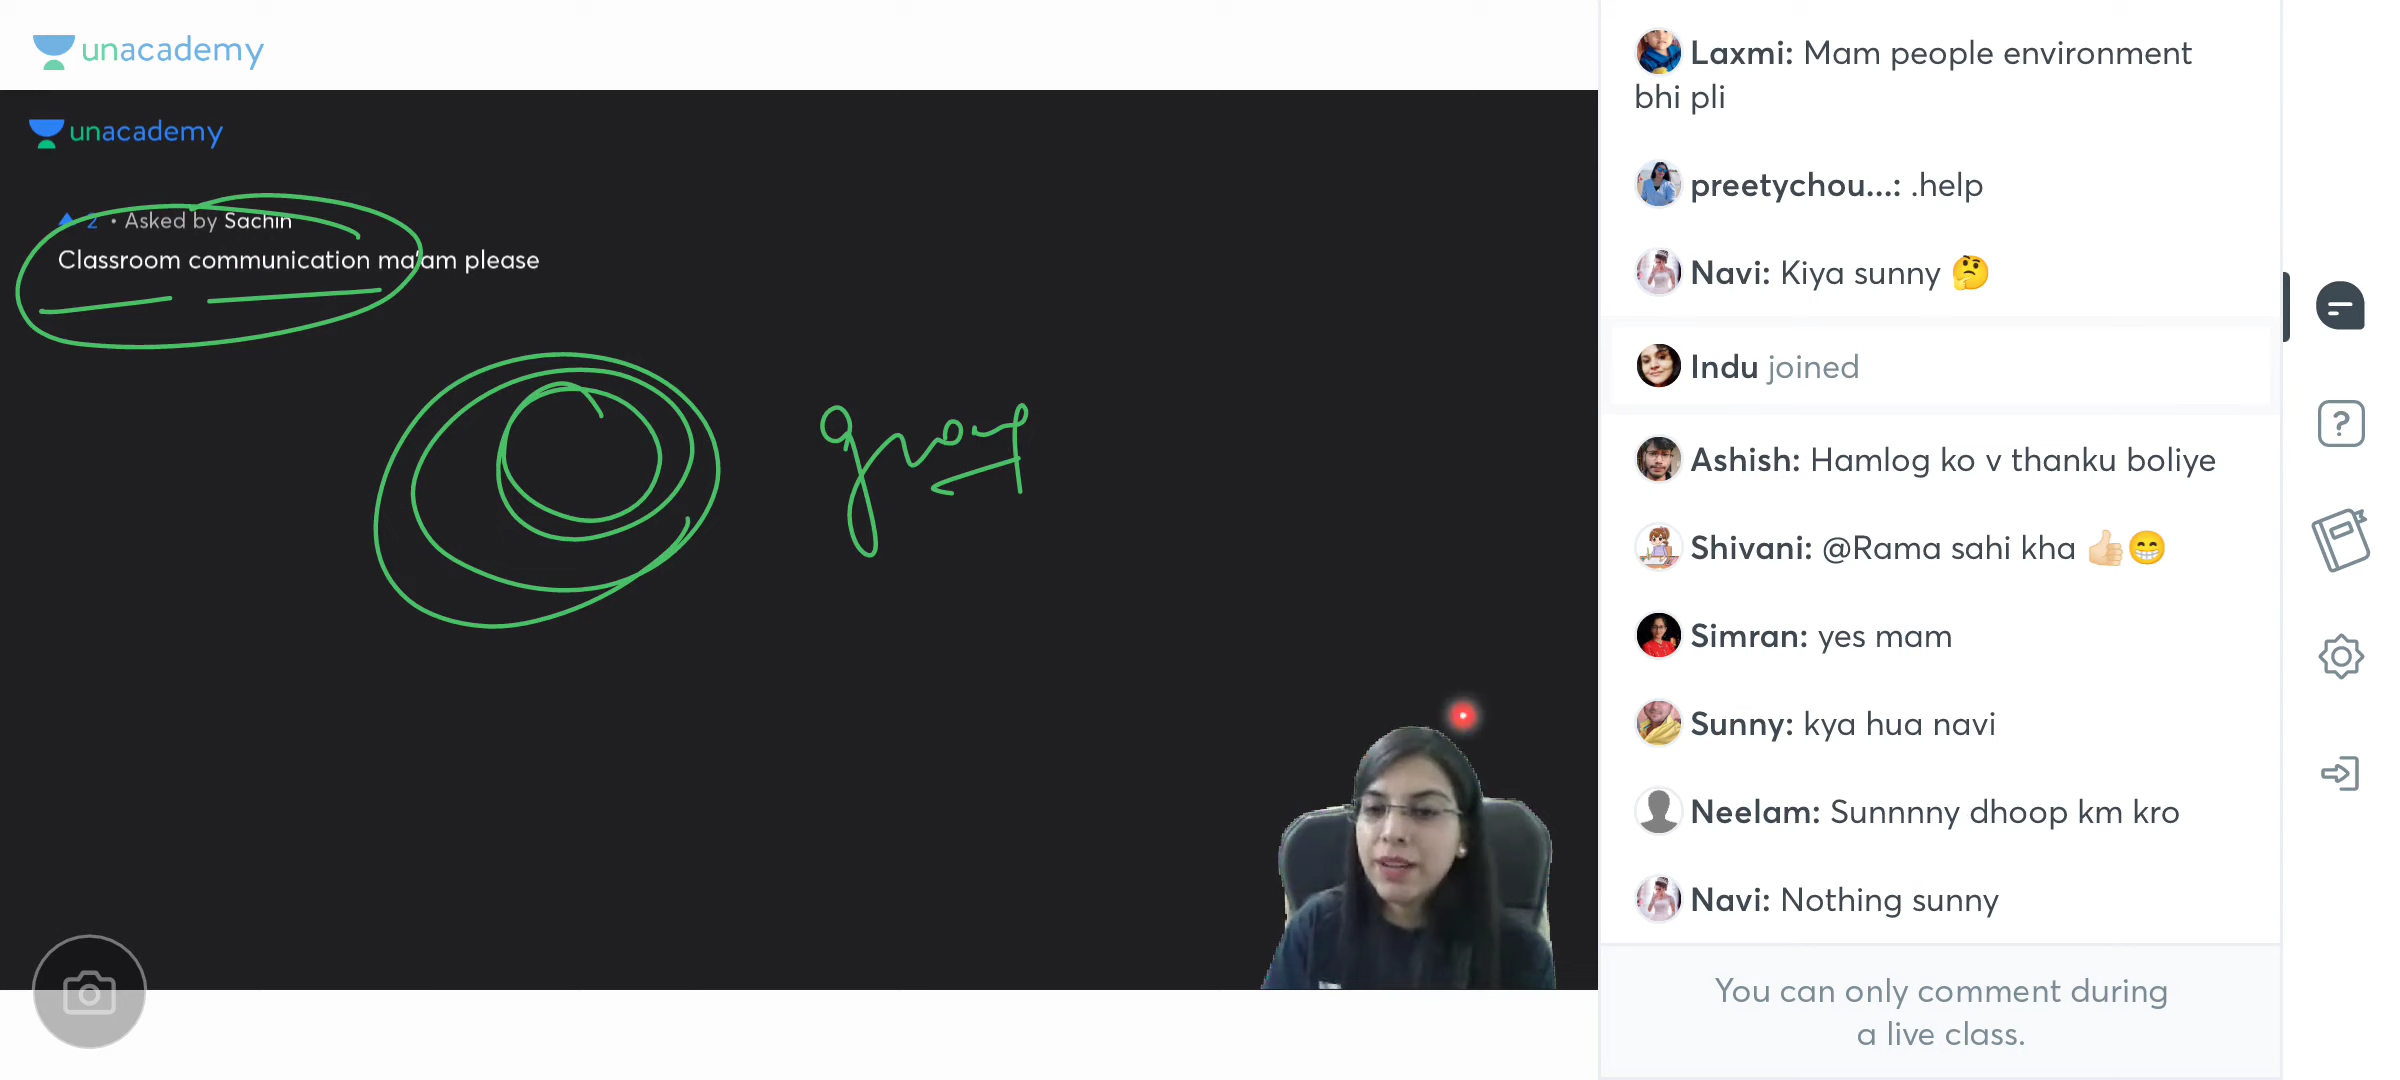 unacademy
unacademy
2 • Asked by Sachin
Classroom communication ma'am please
group
Laxmi: Mam people environment
bhi pli
preetychou...: .help
Navi: Kiya sunny 🤔
Indu joined
Ashish: Hamlog ko v thanku boliye
Shivani: @Rama sahi kha 👍🏻😁
Simran: yes mam
Sunny: kya hua navi
Neelam: Sunnnny dhoop km kro
Navi: Nothing sunny
You can only comment during
a live class.